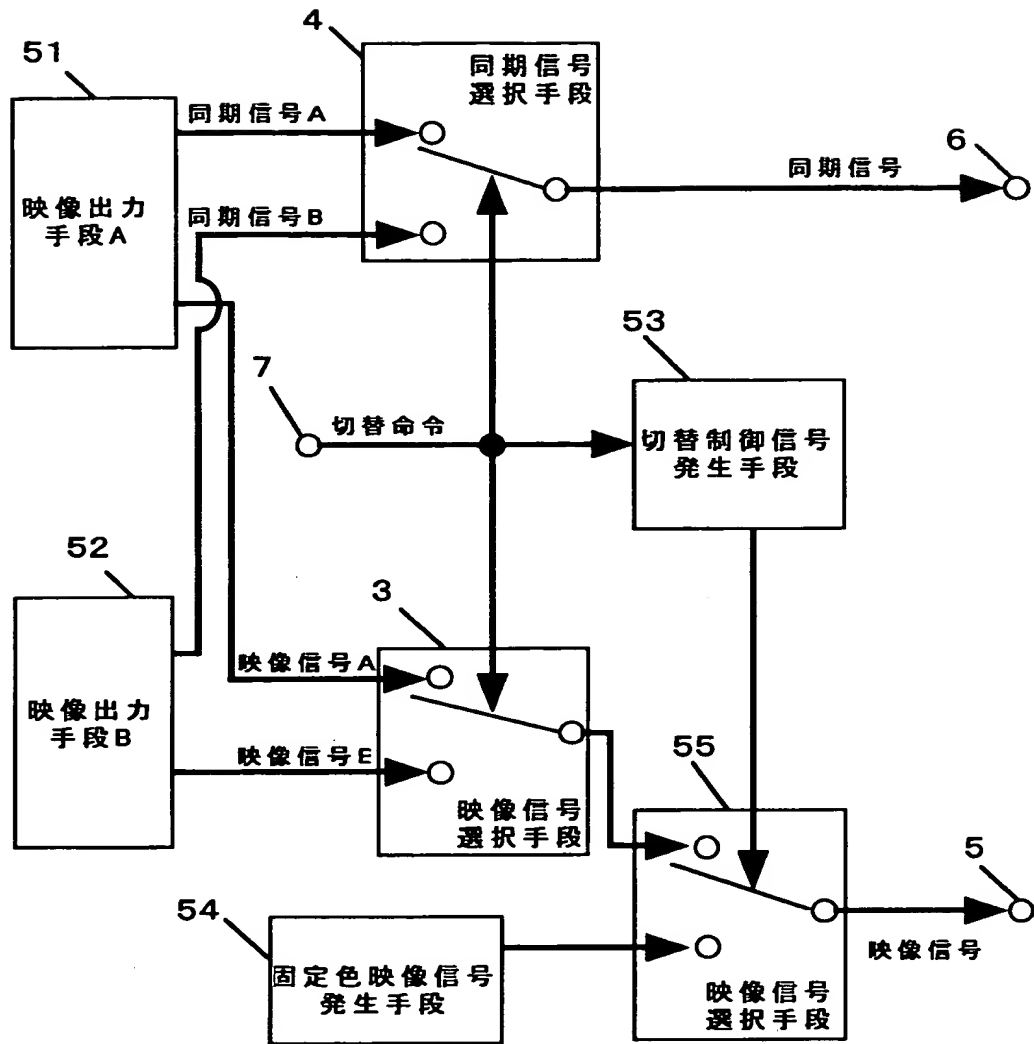 4
同期信号
選択手段
51
同期信号A
6
同期信号
映像出力
手段A
同期信号B
53
7
切替命令
切替制御信号
発生手段
52
3
映像信号A
映像出力
手段B
55
映像信号E
映像信号
選択手段
5
54
映像信号
固定色映像信号
発生手段
映像信号
選択手段